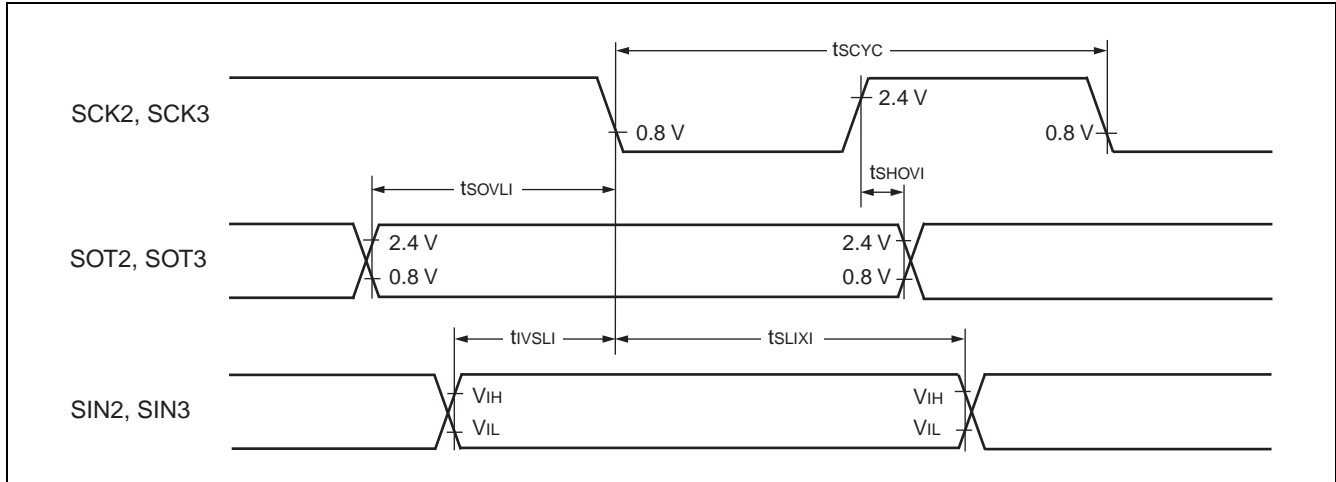 tSCYC
SCK2, SCK3
2.4 V
0.8 V
0.8 V
tSHOVI
tSOVLI
SOT2, SOT3
2.4 V
2.4 V
0.8 V
0.8 V
tIVSLI
tSLIXI
SIN2, SIN3
VIH
VIH
VIL
VIL